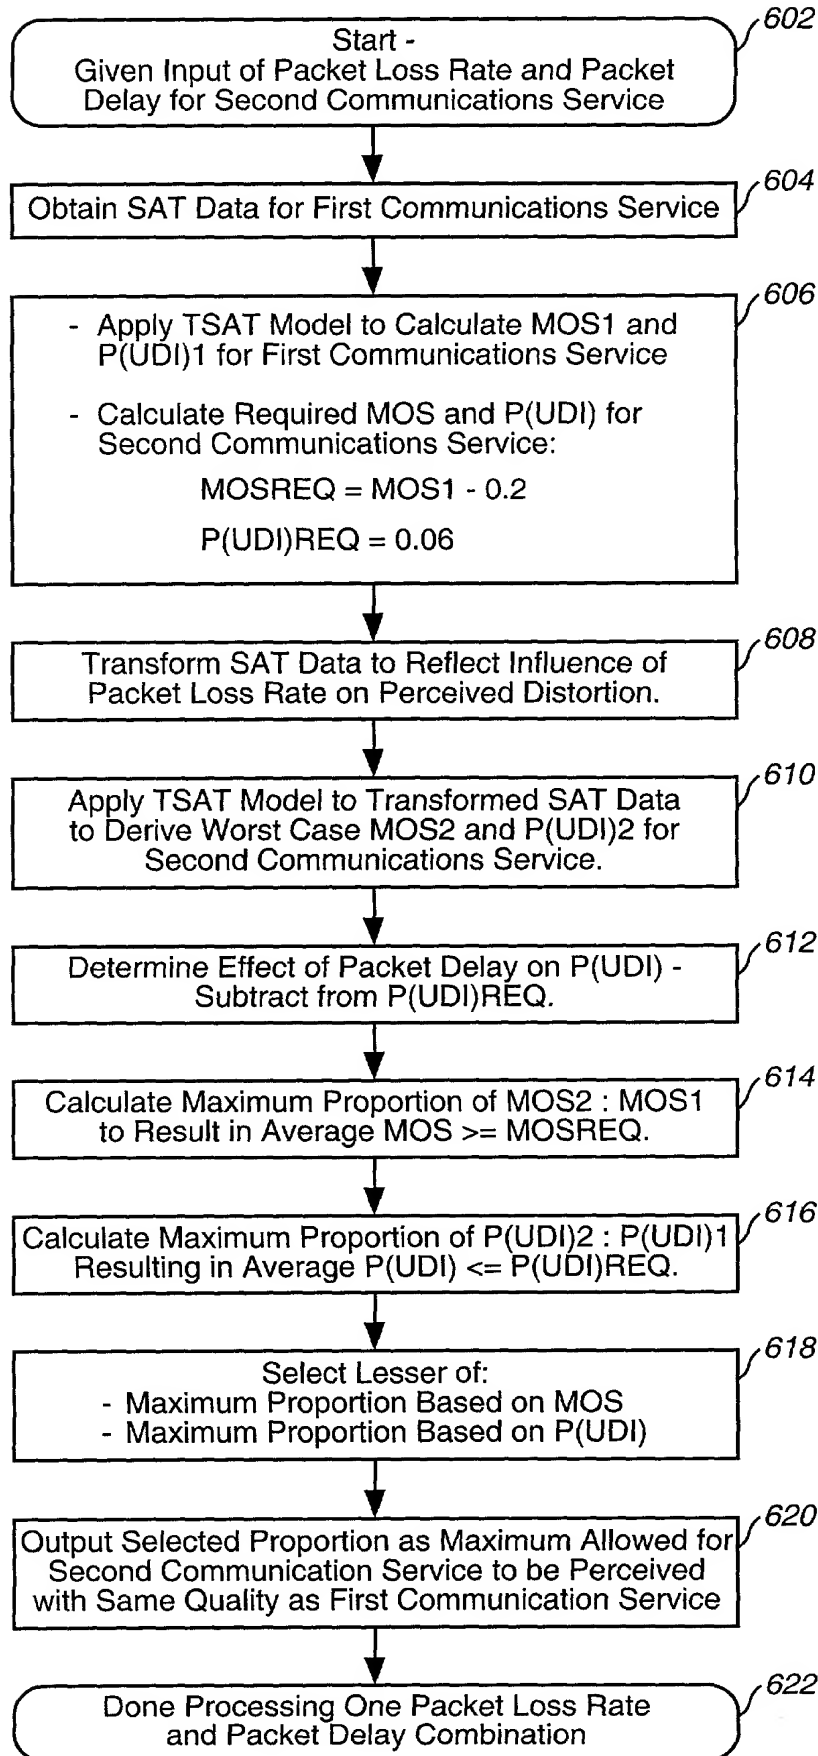 602
Start -
Given Input of Packet Loss Rate and Packet
Delay for Second Communications Service
604
Obtain SAT Data for First Communications Service
606
- Apply TSAT Model to Calculate MOS1 and
P(UDI)1 for First Communications Service
- Calculate Required MOS and P(UDI) for
Second Communications Service:
MOSREQ = MOS1 - 0.2
P(UDI)REQ = 0.06
608
Transform SAT Data to Reflect Influence of
Packet Loss Rate on Perceived Distortion.
610
Apply TSAT Model to Transformed SAT Data
to Derive Worst Case MOS2 and P(UDI)2 for
Second Communications Service.
612
Determine Effect of Packet Delay on P(UDI) -
Subtract from P(UDI)REQ.
614
Calculate Maximum Proportion of MOS2 : MOS1
to Result in Average MOS >= MOSREQ.
616
Calculate Maximum Proportion of P(UDI)2 : P(UDI)1
Resulting in Average P(UDI) <= P(UDI)REQ.
618
Select Lesser of:
- Maximum Proportion Based on MOS
- Maximum Proportion Based on P(UDI)
620
Output Selected Proportion as Maximum Allowed for
Second Communication Service to be Perceived
with Same Quality as First Communication Service
622
Done Processing One Packet Loss Rate
and Packet Delay Combination